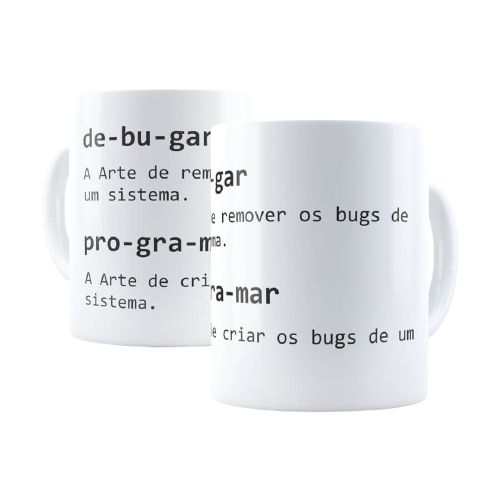 de-bu-gar
A Arte de rem
um sistema.
pro-gra-m
A Arte de cri
sistema.
-gar
e remover os bugs de
ma.
ra-mar
e criar os bugs de um